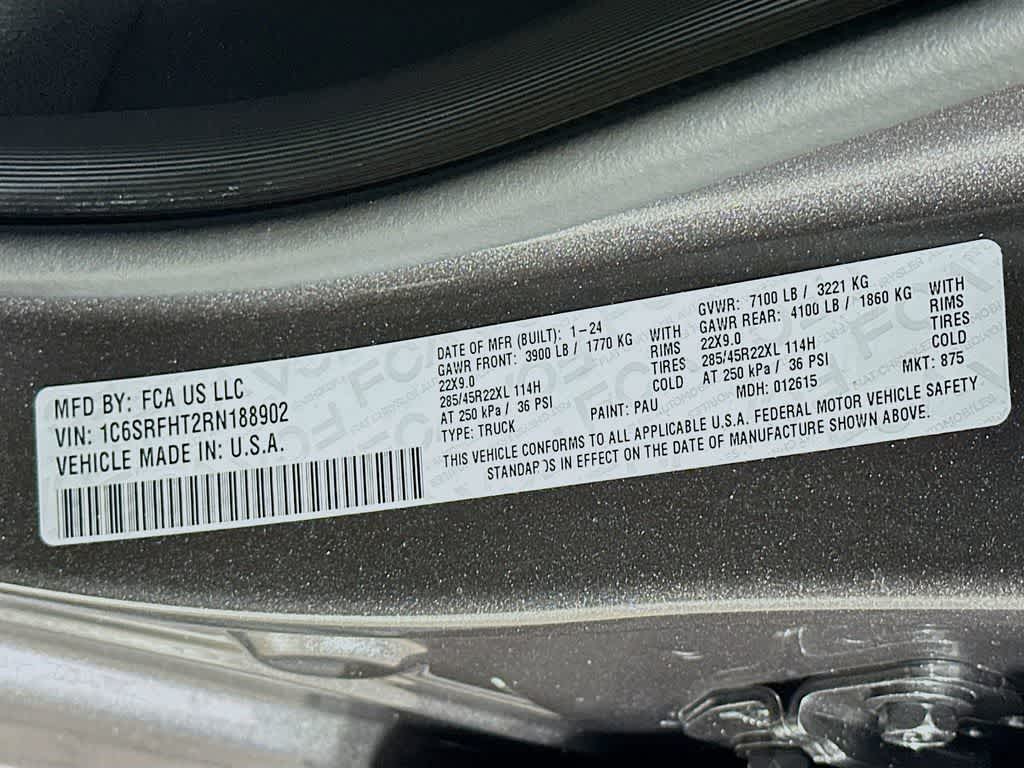 MFD BY: FCA US LLC
VIN: 1C6SRFHT2RN188902
VEHICLE MADE IN: U.S.A.
DATE OF MFR (BUILT): 1-24
GAWR FRONT: 3900 LB / 1770 KG WITH
22X9.0 RIMS
285/45R22XL 114H TIRES
AT 250 kPa / 36 PSI COLD
TYPE: TRUCK
PAINT: PAU
GVWR: 7100 LB / 3221 KG
GAWR REAR: 4100 LB / 1860 KG WITH
22X9.0 RIMS
285/45R22XL 114H TIRES
AT 250 kPa / 36 PSI COLD
MDH: 012615
MKT: 875
THIS VEHICLE CONFORMS TO ALL APPLICABLE U.S.A. FEDERAL MOTOR VEHICLE SAFETY
STANDARDS IN EFFECT ON THE DATE OF MANUFACTURE SHOWN ABOVE.